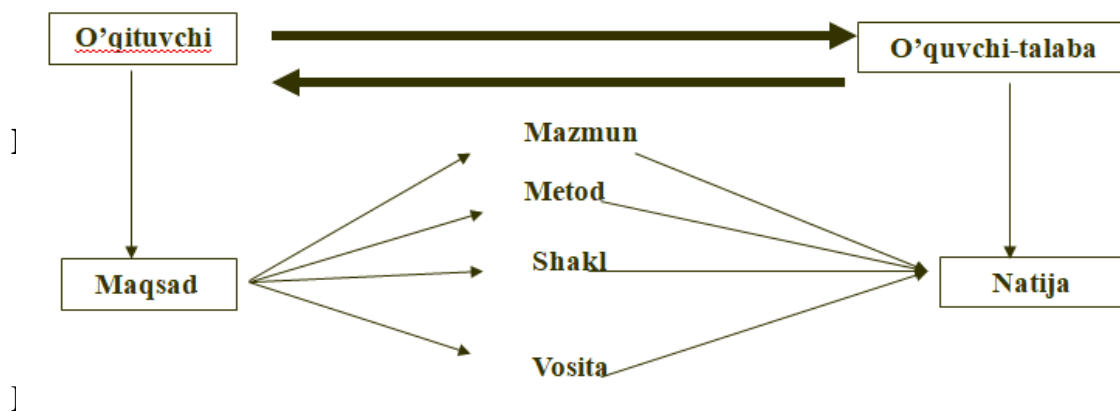 O’qituvchi
O’quvchi-talaba
Mazmun
Metod
Shakl
Vosita
Maqsad
Natija